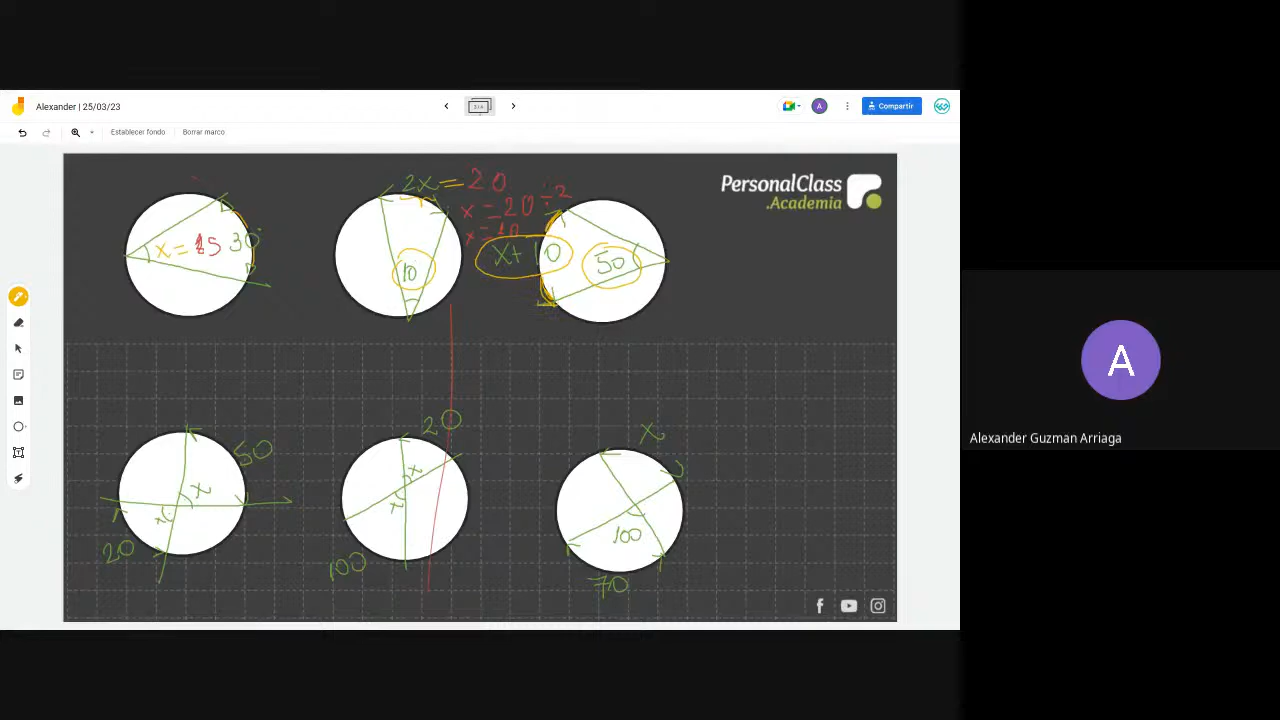 Alexander | 25/03/23
Compartir
A
Establecer fondo
Borrar marco
PersonalClass
.Academia
x = 15
30°
2x = 20
x = 20 ÷ 2
x = 10
10
x + 10
50
50
x
x
20
20
x
x
100
x
100
70
A
Alexander Guzman Arriaga